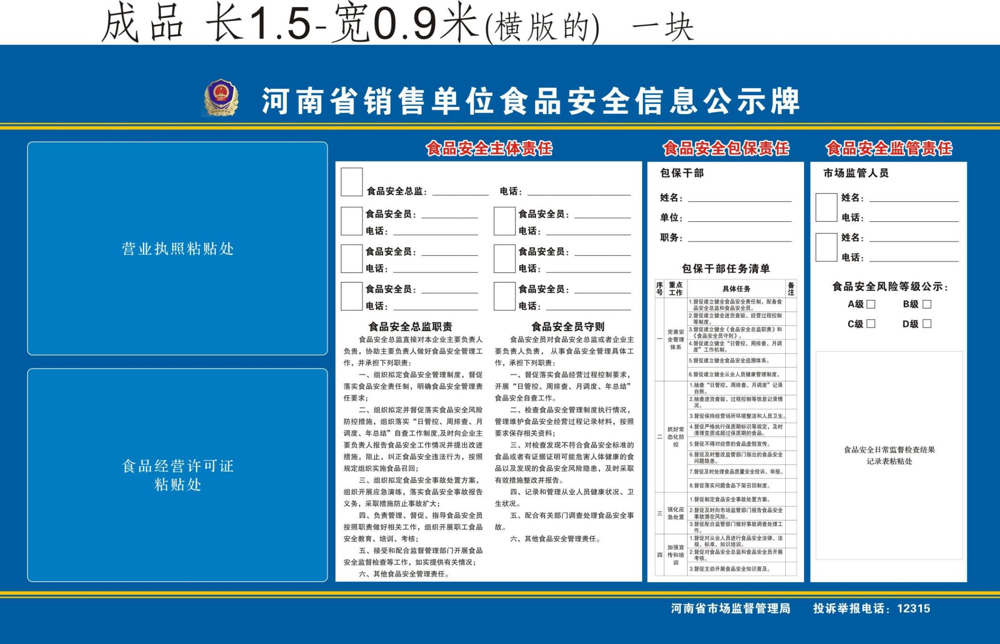 成品 长1.5-宽0.9米(横版的) 一块
河南省销售单位食品安全信息公示牌
营业执照粘贴处
食品经营许可证
粘贴处
食品安全主体责任
食品安全总监: 电话:
食品安全员: 食品安全员:
电话: 电话:
食品安全员: 食品安全员:
电话: 电话:
食品安全员: 食品安全员:
电话: 电话:
食品安全总监职责
食品安全总监直接对本企业主要负责人
负贵，协助主要负责人做好食品安全管理工
作，并承担下列职责：
一、组织拟定食品安全管理制度，督促
落实食品安全责任制，明确食品安全管理责
任要求；
二、组织拟定并督促落实食品安全风险
防控措施，组织落实“日管控、周排查、月
调度、年总结”自查工作制度,及时向企业主
要负责人报告食品安全工作情况并提出改进
措施，阻止、纠正食品安全违法行为，按照
规定组织实施食品召回；
三、组织拟定食品安全事故处置方案，
组织开展应急演练，落实食品安全事故报告
义务，采取措施防止事故扩大；
四、负责管理、督促、指导食品安全员
按照职责做好相关工作，组织开展职工食品
安全教育、培训、考核；
五、接受和配合监督管理部门开展食品
安全监督检查等工作，如实提供有关情况；
六、其他食品安全管理责任。
食品安全员守则
食品安全员对食品安全总监或者企业主
要负责人负责， 从事食品安全管理具体工
作，承担下列职责：
一、督促落实食品经营过程控制要求，
开展“日管控、周排查、月调度、年总结”
食品安全自查工作。
二、检查食品安全管理制度执行情况，
管理维护食品安全经营过程记录材料，按照
要求保存相关资料；
三、对检查发现不符合食品安全标准的
食品或者有证据证明可能危害人体健康的食
品以及发现的食品安全风险隐患，及时采取
有效措施整改并报告。
四、记录和管理从业人员健康状况、卫
生状况。
五、配合有关部门调查处理食品安全事
故。
六、其他食品安全管理责任。
食品安全包保责任
包保干部
姓名:
单位:
职务:
包保干部任务清单
序号 重点工作 具体任务 备注
一 完善安全管理体系
1.督促建立健全食品安全责任制，配备食
品安全总监和食品安全员。
2.督促建立健全进货查验、经营过程控制
等制度。
3.督促建立健全《食品安全总监职责》和
《食品安全员守则》。
4.督促建立健全“日管控、周排查、月调
度”工作机制。
5.督促建立健全食品安全追溯体系。
6.督促建立健全从业人员健康管理制度。
二 抓好常态化防控
1.抽查“日管控、周排查、月调度”记录
台账。
2.抽查进货查验、过程控制等信息记录情
况。
3.督促保持经营场所环境整洁和人员卫生。
4.督促严格执行保质期标识等规定，及时
清理变质或超过保质期的食品。
5.督促不得对经营的食品虚假宣传。
6.督促及时整改监管部门指出的食品安全
问题隐患。
7.督促及时处理食品质量安全投诉、举报。
8.督促落实问题食品下架召回制度。
三 强化应急处置
1.督促制定食品安全事故处置方案。
2.督促及时向市场监管部门报告食品安全
事故潜在风险。
3.督促配合监管部门做好事故调查处理工
作。
四 加强宣传和培训
1.督促对从业人员进行食品安全法律、法
规、标准、知识培训。
2.督促对食品安全总监和食品安全员开展
考核。
3.督促主动开展食品安全知识普及。
食品安全监管责任
市场监管人员
姓名:
电话:
姓名:
电话:
食品安全风险等级公示:
A级 B级
C级 D级
食品安全日常监督检查结果
记录表粘贴处
河南省市场监督管理局 投诉举报电话: 12315